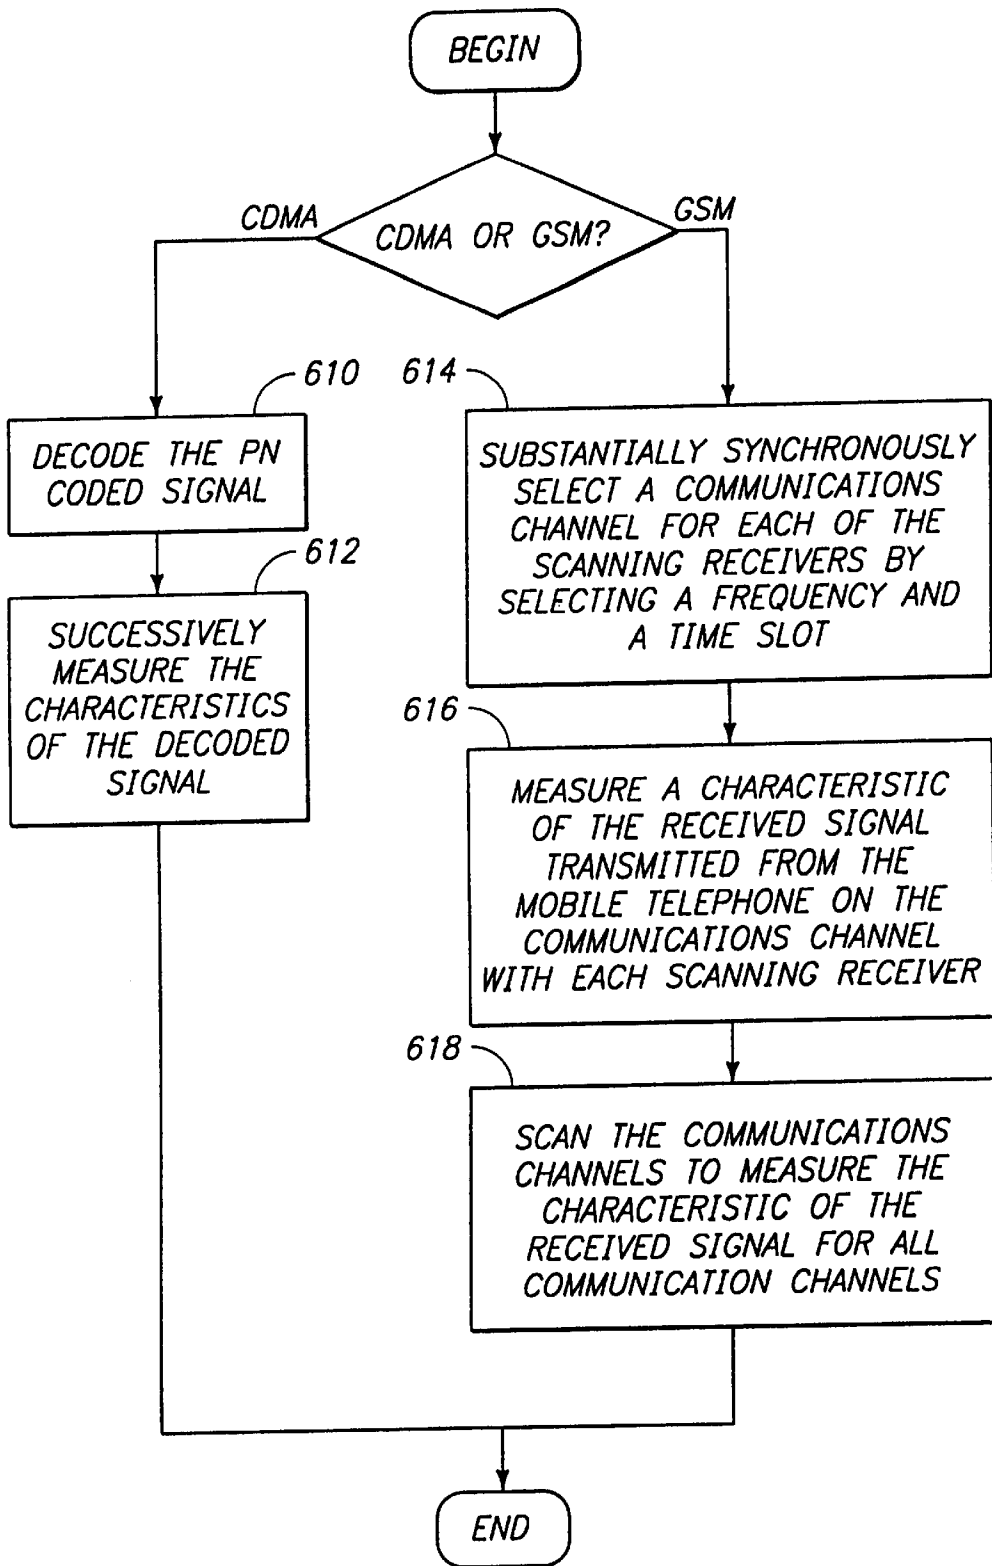 BEGIN
CDMA
CDMA OR GSM?
GSM
610
DECODE THE PN
CODED SIGNAL
612
SUCCESSIVELY
MEASURE THE
CHARACTERISTICS
OF THE DECODED
SIGNAL
614
SUBSTANTIALLY SYNCHRONOUSLY
SELECT A COMMUNICATIONS
CHANNEL FOR EACH OF THE
SCANNING RECEIVERS BY
SELECTING A FREQUENCY AND
A TIME SLOT
616
MEASURE A CHARACTERISTIC
OF THE RECEIVED SIGNAL
TRANSMITTED FROM THE
MOBILE TELEPHONE ON THE
COMMUNICATIONS CHANNEL
WITH EACH SCANNING RECEIVER
618
SCAN THE COMMUNICATIONS
CHANNELS TO MEASURE THE
CHARACTERISTIC OF THE
RECEIVED SIGNAL FOR ALL
COMMUNICATION CHANNELS
END